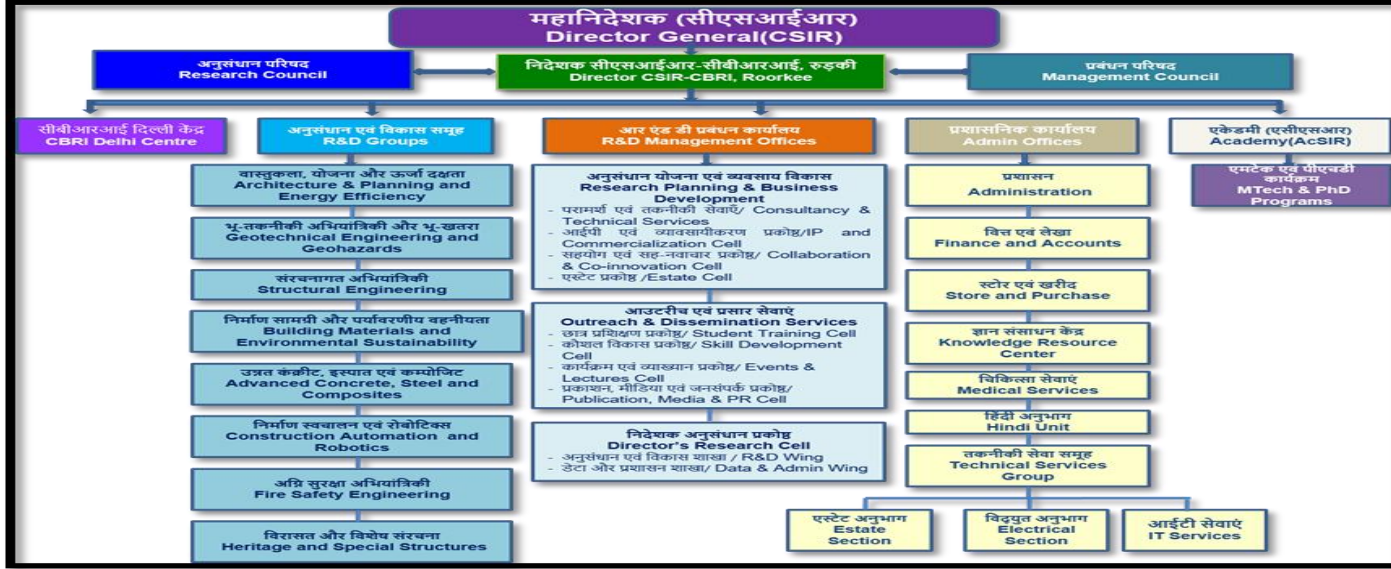 महानिदेशक (सीएसआईआर)
Director General(CSIR)
अनुसंधान परिषद
Research Council
निदेशक सीएसआईआर-सीबीआरआई, रुड़की
Director CSIR-CBRI, Roorkee
प्रबंधन परिषद
Management Council
सीबीआरआई दिल्ली केंद्र
CBRI Delhi Centre
अनुसंधान एवं विकास समूह
R&D Groups
आर एंड डी प्रबंधन कार्यालय
R&D Management Offices
प्रशासनिक कार्यालय
Admin Offices
एकेडमी (एसीएसआर)
Academy(AcSIR)
वास्तुकला, योजना और ऊर्जा दक्षता
Architecture & Planning and
Energy Efficiency
भू-तकनीकी अभियांत्रिकी और भू-खतरा
Geotechnical Engineering and
Geohazards
संरचनागत अभियांत्रिकी
Structural Engineering
निर्माण सामग्री और पर्यावरणीय वहनीयता
Building Materials and
Environmental Sustainability
उन्नत कंक्रीट, इस्पात एवं कम्पोजिट
Advanced Concrete, Steel and
Composites
निर्माण स्वचालन एवं रोबोटिक्स
Construction Automation and
Robotics
अग्नि सुरक्षा अभियांत्रिकी
Fire Safety Engineering
विरासत और विशेष संरचना
Heritage and Special Structures
अनुसंधान योजना एवं व्यवसाय विकास
Research Planning & Business
Development
- परामर्श एवं तकनीकी सेवाएँ/ Consultancy &
Technical Services
- आईपी एवं व्यावसायीकरण प्रकोष्ठ/IP and
Commercialization Cell
- सहयोग एवं सह-नवाचार प्रकोष्ठ/ Collaboration
& Co-innovation Cell
- एस्टेट प्रकोष्ठ /Estate Cell
आउटरीच एवं प्रसार सेवाएं
Outreach & Dissemination Services
- छात्र प्रशिक्षण प्रकोष्ठ/ Student Training Cell
- कौशल विकास प्रकोष्ठ/ Skill Development
Cell
- कार्यक्रम एवं व्याख्यान प्रकोष्ठ/ Events &
Lectures Cell
- प्रकाशन, मीडिया एवं जनसंपर्क प्रकोष्ठ/
Publication, Media & PR Cell
निदेशक अनुसंधान प्रकोष्ठ
Director's Research Cell
- अनुसंधान एवं विकास शाखा / R&D Wing
- डेटा और प्रशासन शाखा/ Data & Admin Wing
प्रशासन
Administration
वित्त एवं लेखा
Finance and Accounts
स्टोर एवं खरीद
Store and Purchase
ज्ञान संसाधन केंद्र
Knowledge Resource
Center
चिकित्सा सेवाएं
Medical Services
हिंदी अनुभाग
Hindi Unit
तकनीकी सेवा समूह
Technical Services
Group
एस्टेट अनुभाग
Estate
Section
विद्युत अनुभाग
Electrical
Section
आईटी सेवाएं
IT Services
एमटेक एवं पीएचडी
कार्यक्रम
MTech & PhD
Programs